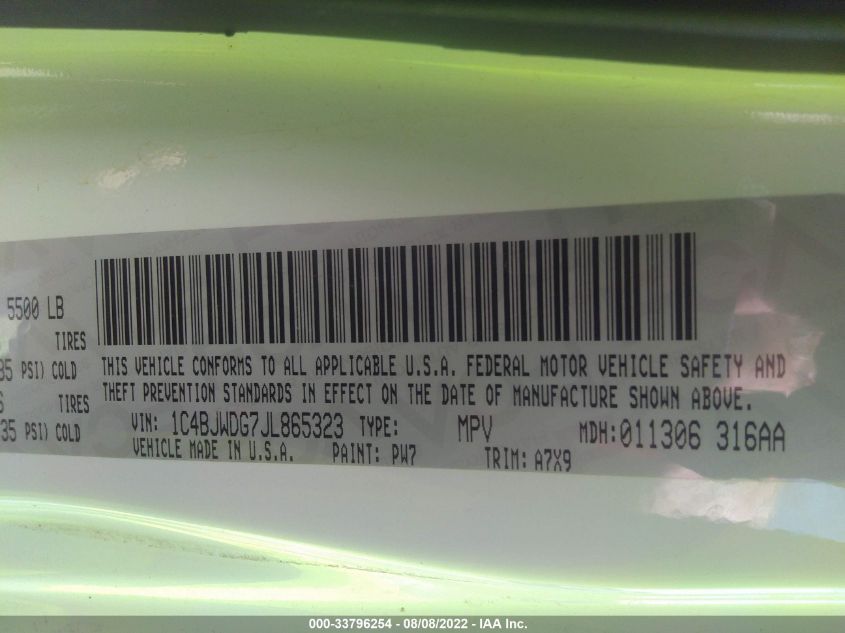 5500 LB
TIRES
35 PSI) COLD
THIS VEHICLE CONFORMS TO ALL APPLICABLE U.S.A. FEDERAL MOTOR VEHICLE SAFETY AND
TIRES
THEFT PREVENTION STANDARDS IN EFFECT ON THE DATE OF MANUFACTURE SHOWN ABOVE.
35 PSI) COLD
VIN: 1C4BJWDG7JL865323 TYPE: MPV MDH:011306 316AA
VEHICLE MADE IN U.S.A. PAINT: PW7 TRIM: A7X9
000-33796254 - 08/08/2022 - IAA Inc.